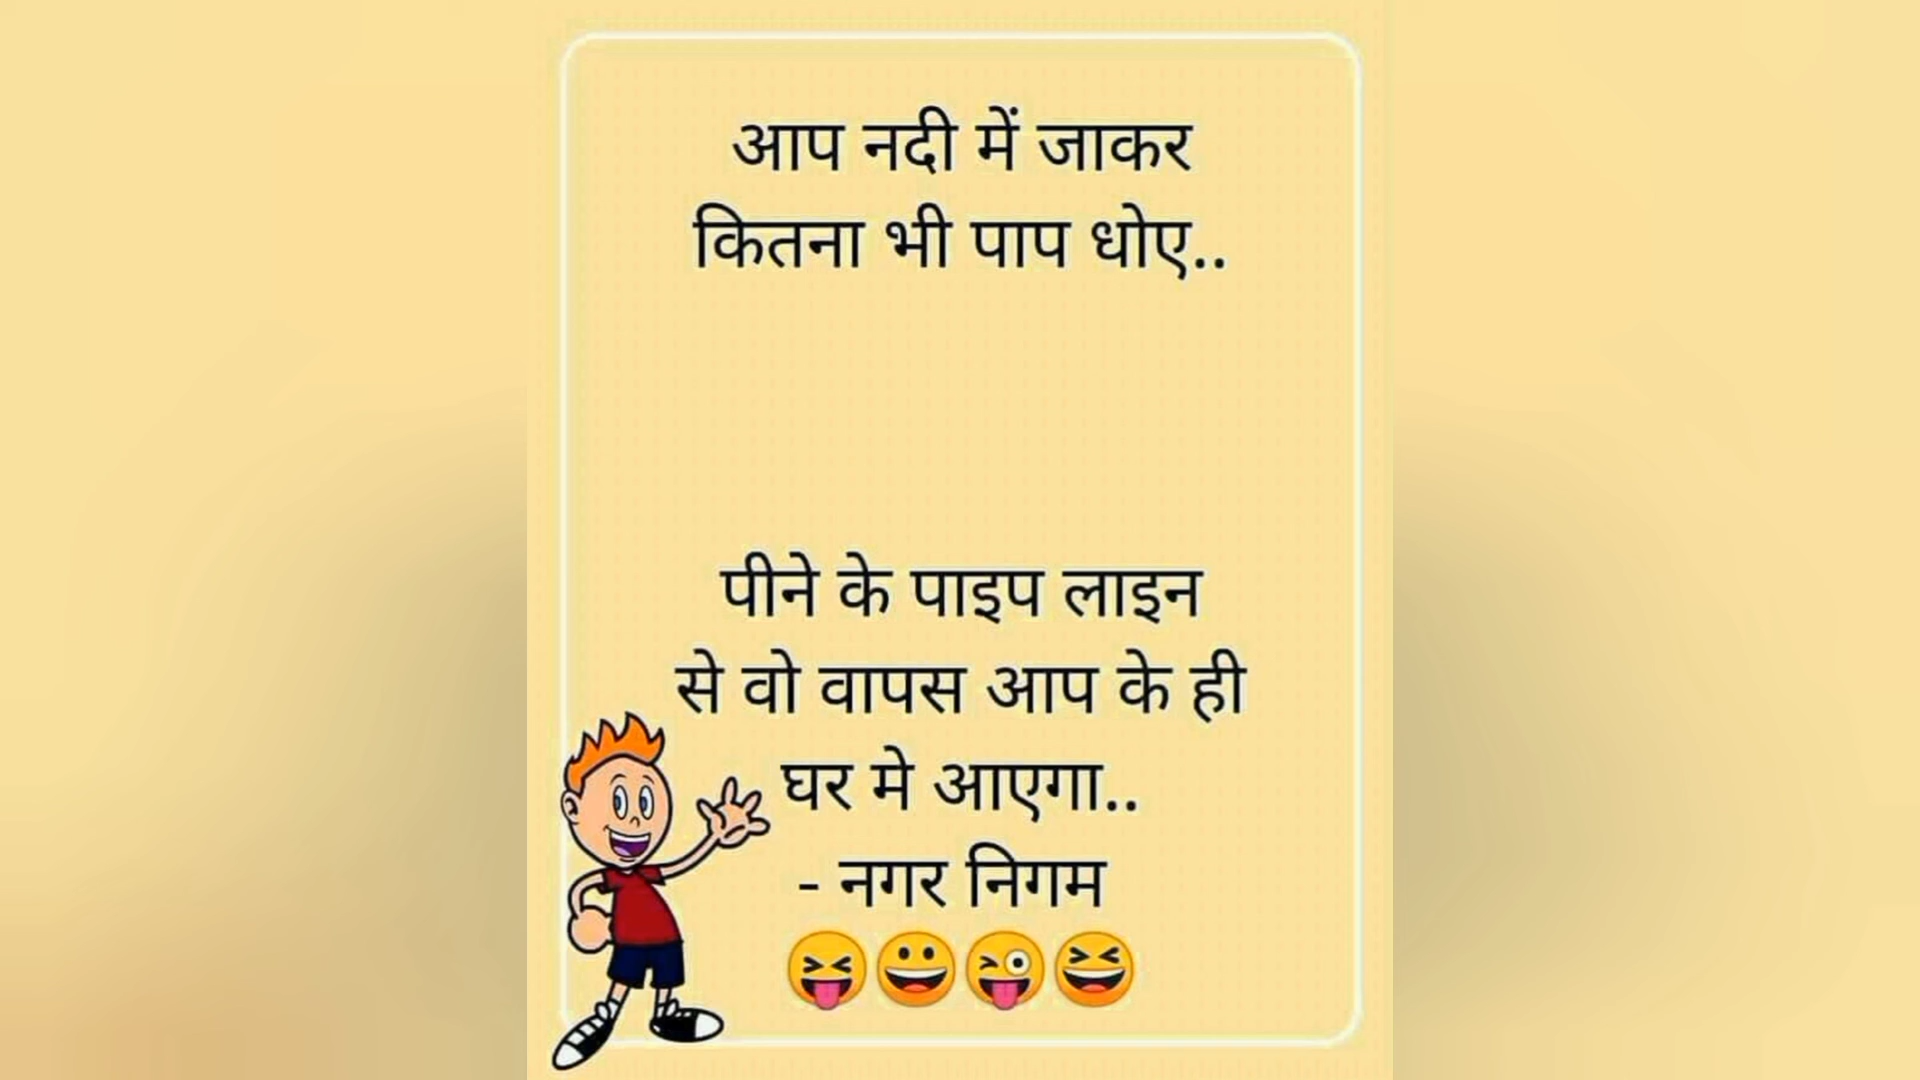 आप नदी में जाकर
कितना भी पाप धोए..
पीने के पाइप लाइन
से वो वापस आप के ही
घर मे आएगा..
- नगर निगम